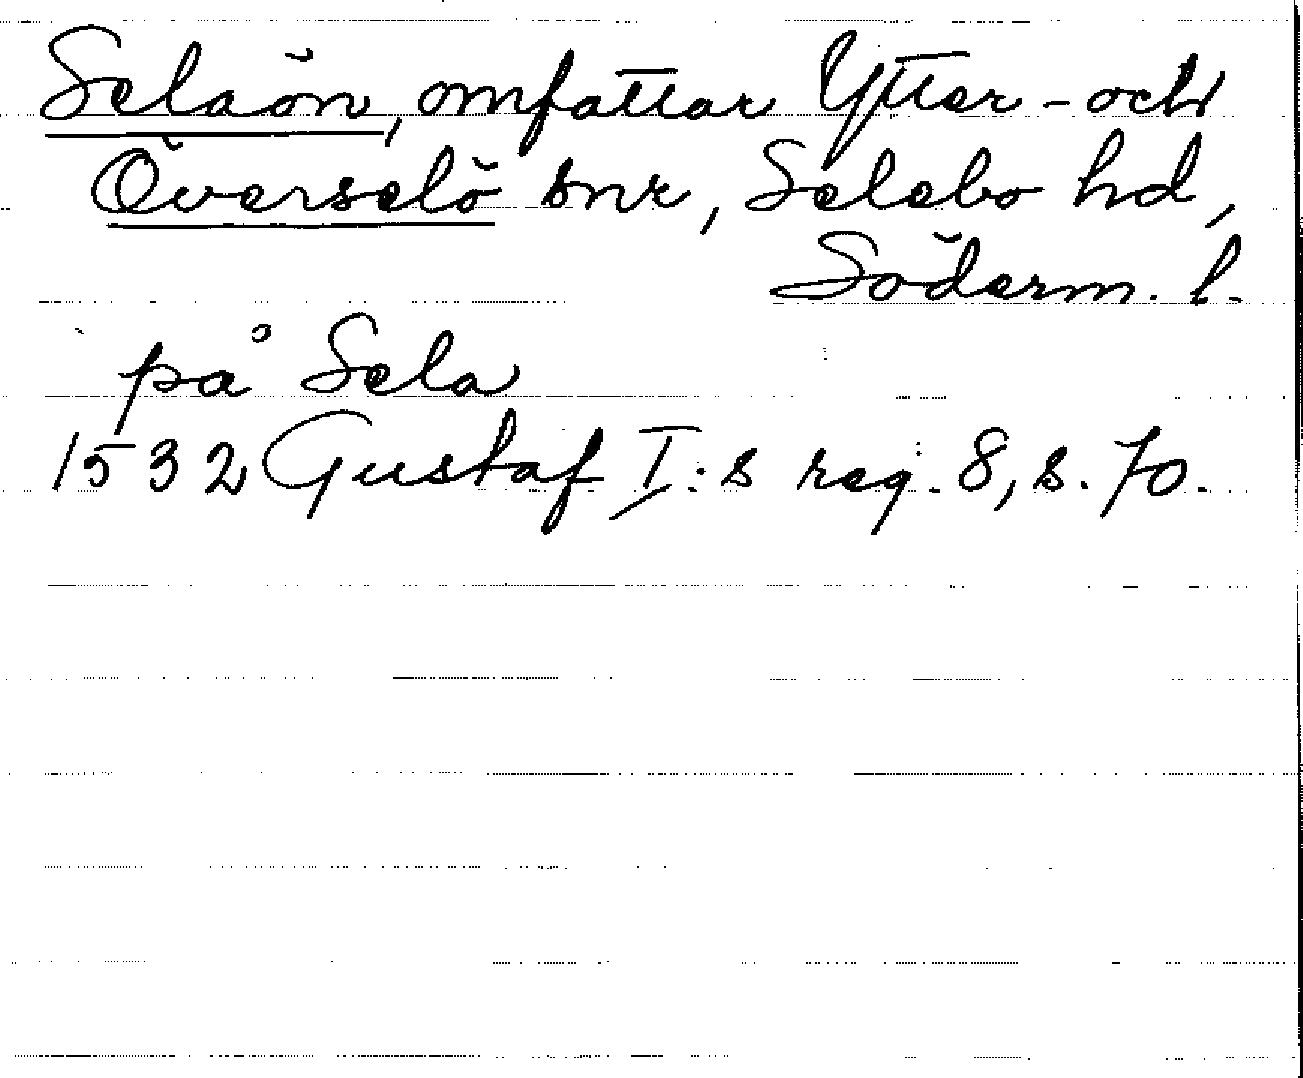 Selaön, omfattar Ytter- och
Överselö snr, Selebo hd,
Söderm. l.
på Sela
1532 Gustaf I:s reg. 8, s. 70.